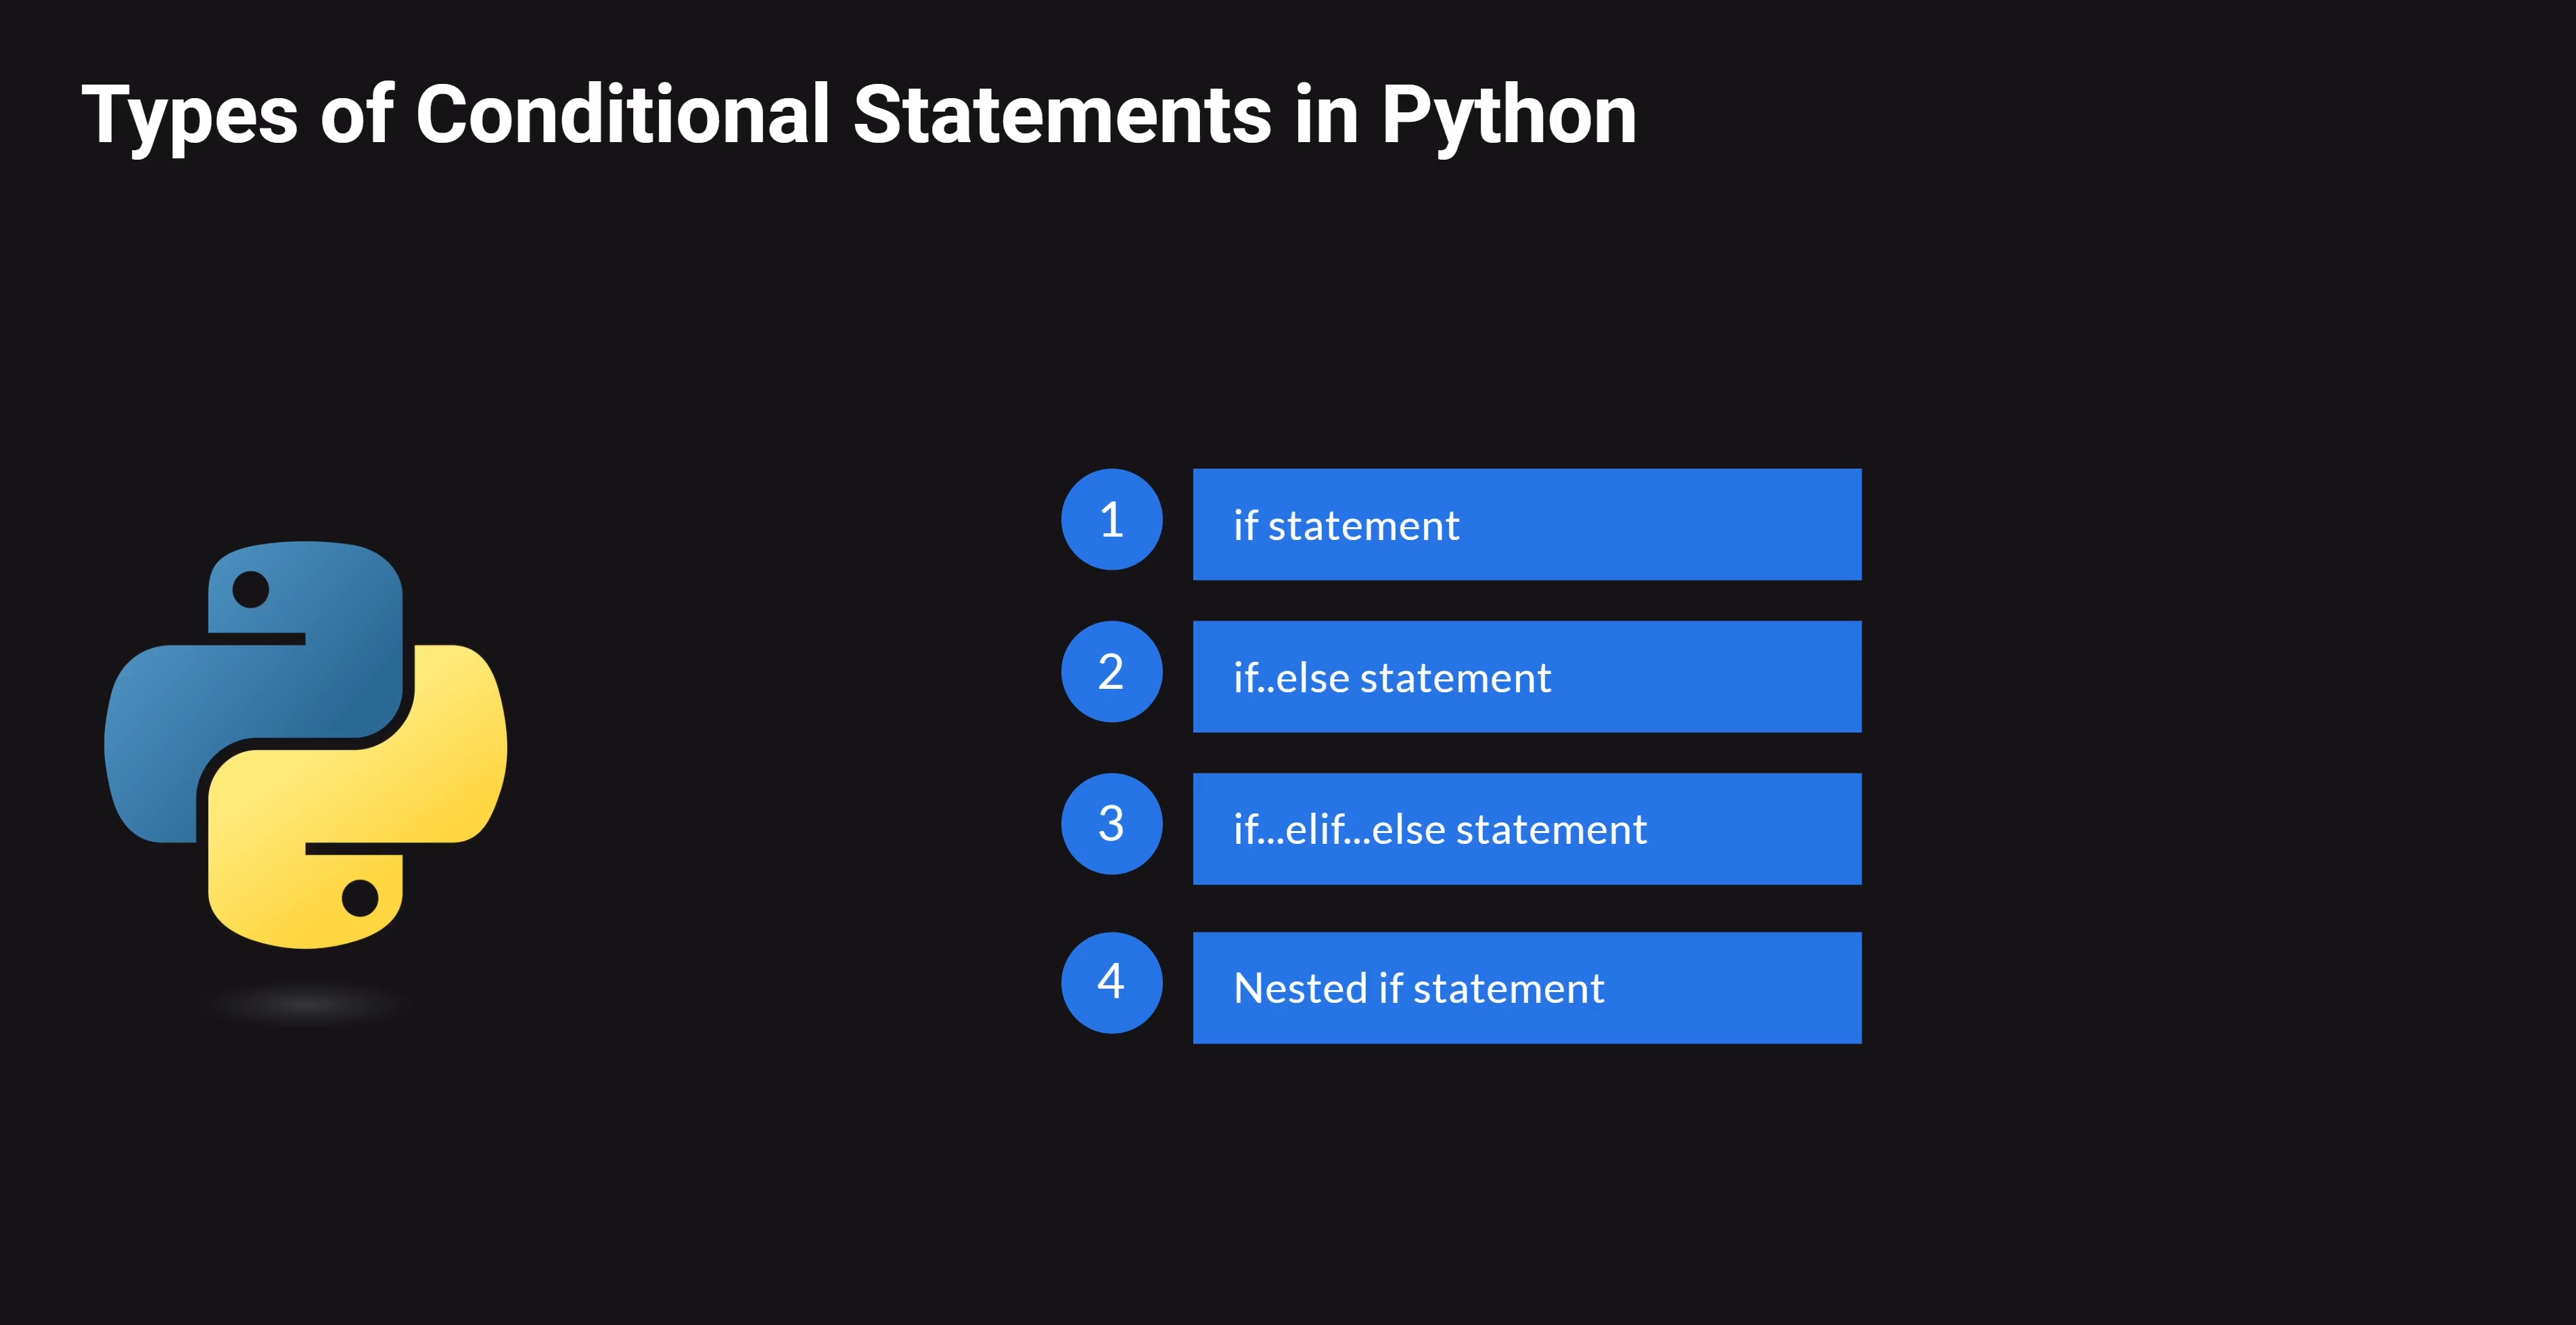 Types of Conditional Statements in Python
1 if statement
2 if..else statement
3 if...elif...else statement
4 Nested if statement